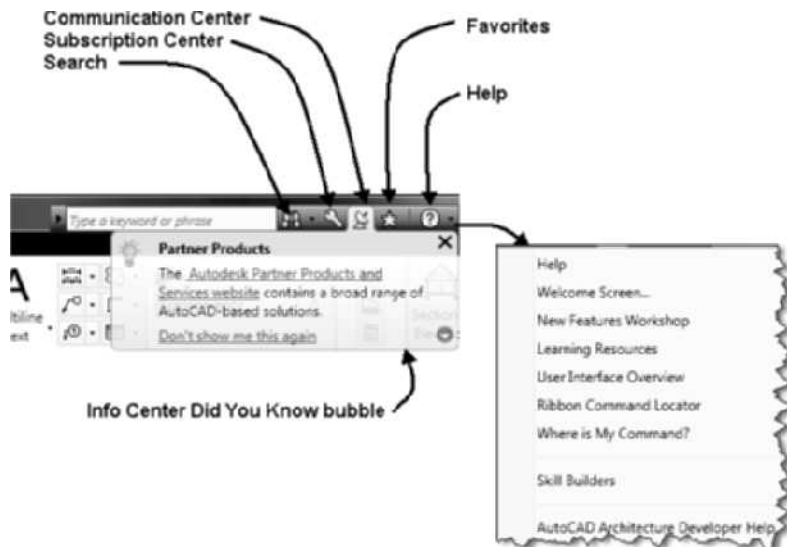 Communication Center
Subscription Center
Search
Favorites
Help
Type a keyword or phrase
Partner Products
The Autodesk Partner Products and
Services website contains a broad range of
AutoCAD-based solutions.
Don't show me this again
A
ltiline
ext
Section
Info Center Did You Know bubble
Help
Welcome Screen...
New Features Workshop
Learning Resources
User Interface Overview
Ribbon Command Locator
Where is My Command?
Skill Builders
AutoCAD Architecture Developer Help